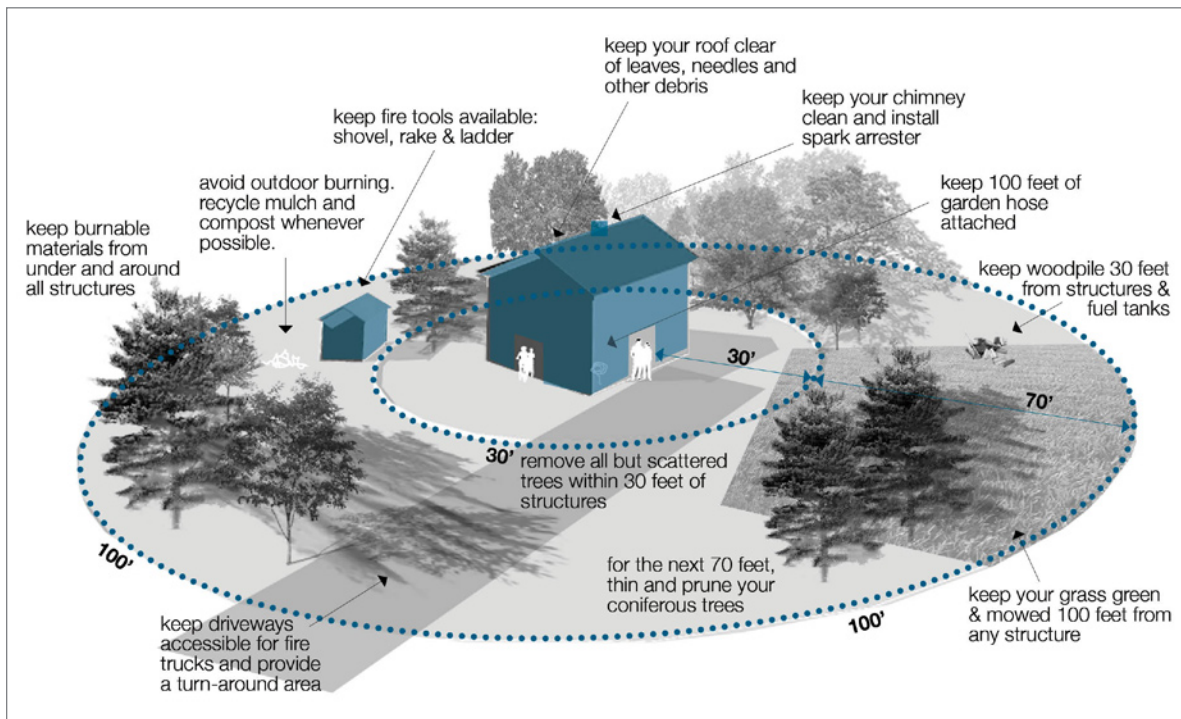 keep your roof clear
of leaves, needles and
other debris
keep your chimney
clean and install
spark arrester
keep fire tools available:
shovel, rake & ladder
avoid outdoor burning.
recycle mulch and
compost whenever
possible.
keep 100 feet of
garden hose
attached
keep burnable
materials from
under and around
all structures
keep woodpile 30 feet
from structures &
fuel tanks
30'
70'
30'
remove all but scattered
trees within 30 feet of
structures
100'
for the next 70 feet,
thin and prune your
coniferous trees
100'
keep your grass green
& mowed 100 feet from
any structure
keep driveways
accessible for fire
trucks and provide
a turn-around area